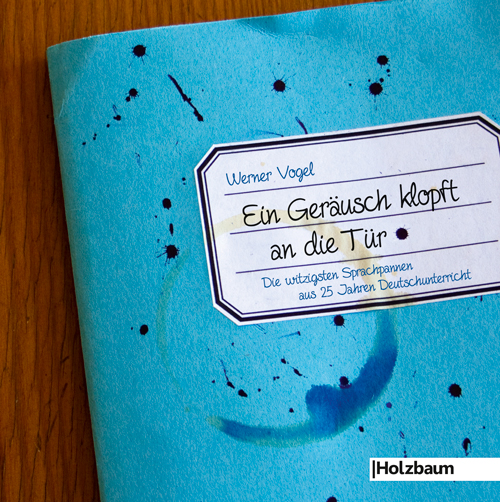 Werner Vogel
Ein Geräusch klopft
an die Tür
Die witzigsten Sprachpannen
aus 25 Jahren Deutschunterricht
|Holzbaum